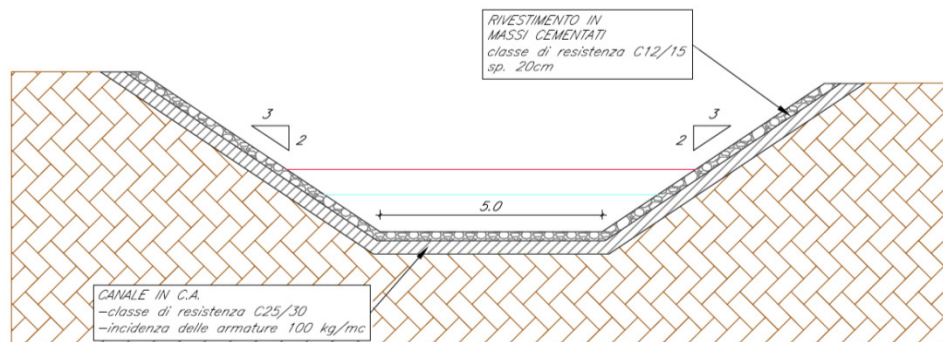 RIVESTIMENTO IN
MASSI CEMENTATI
classe di resistenza C12/15
sp. 20cm
3
2
3
2
5.0
CANALE IN C.A.
-classe di resistenza C25/30
-incidenza delle armature 100 kg/mc